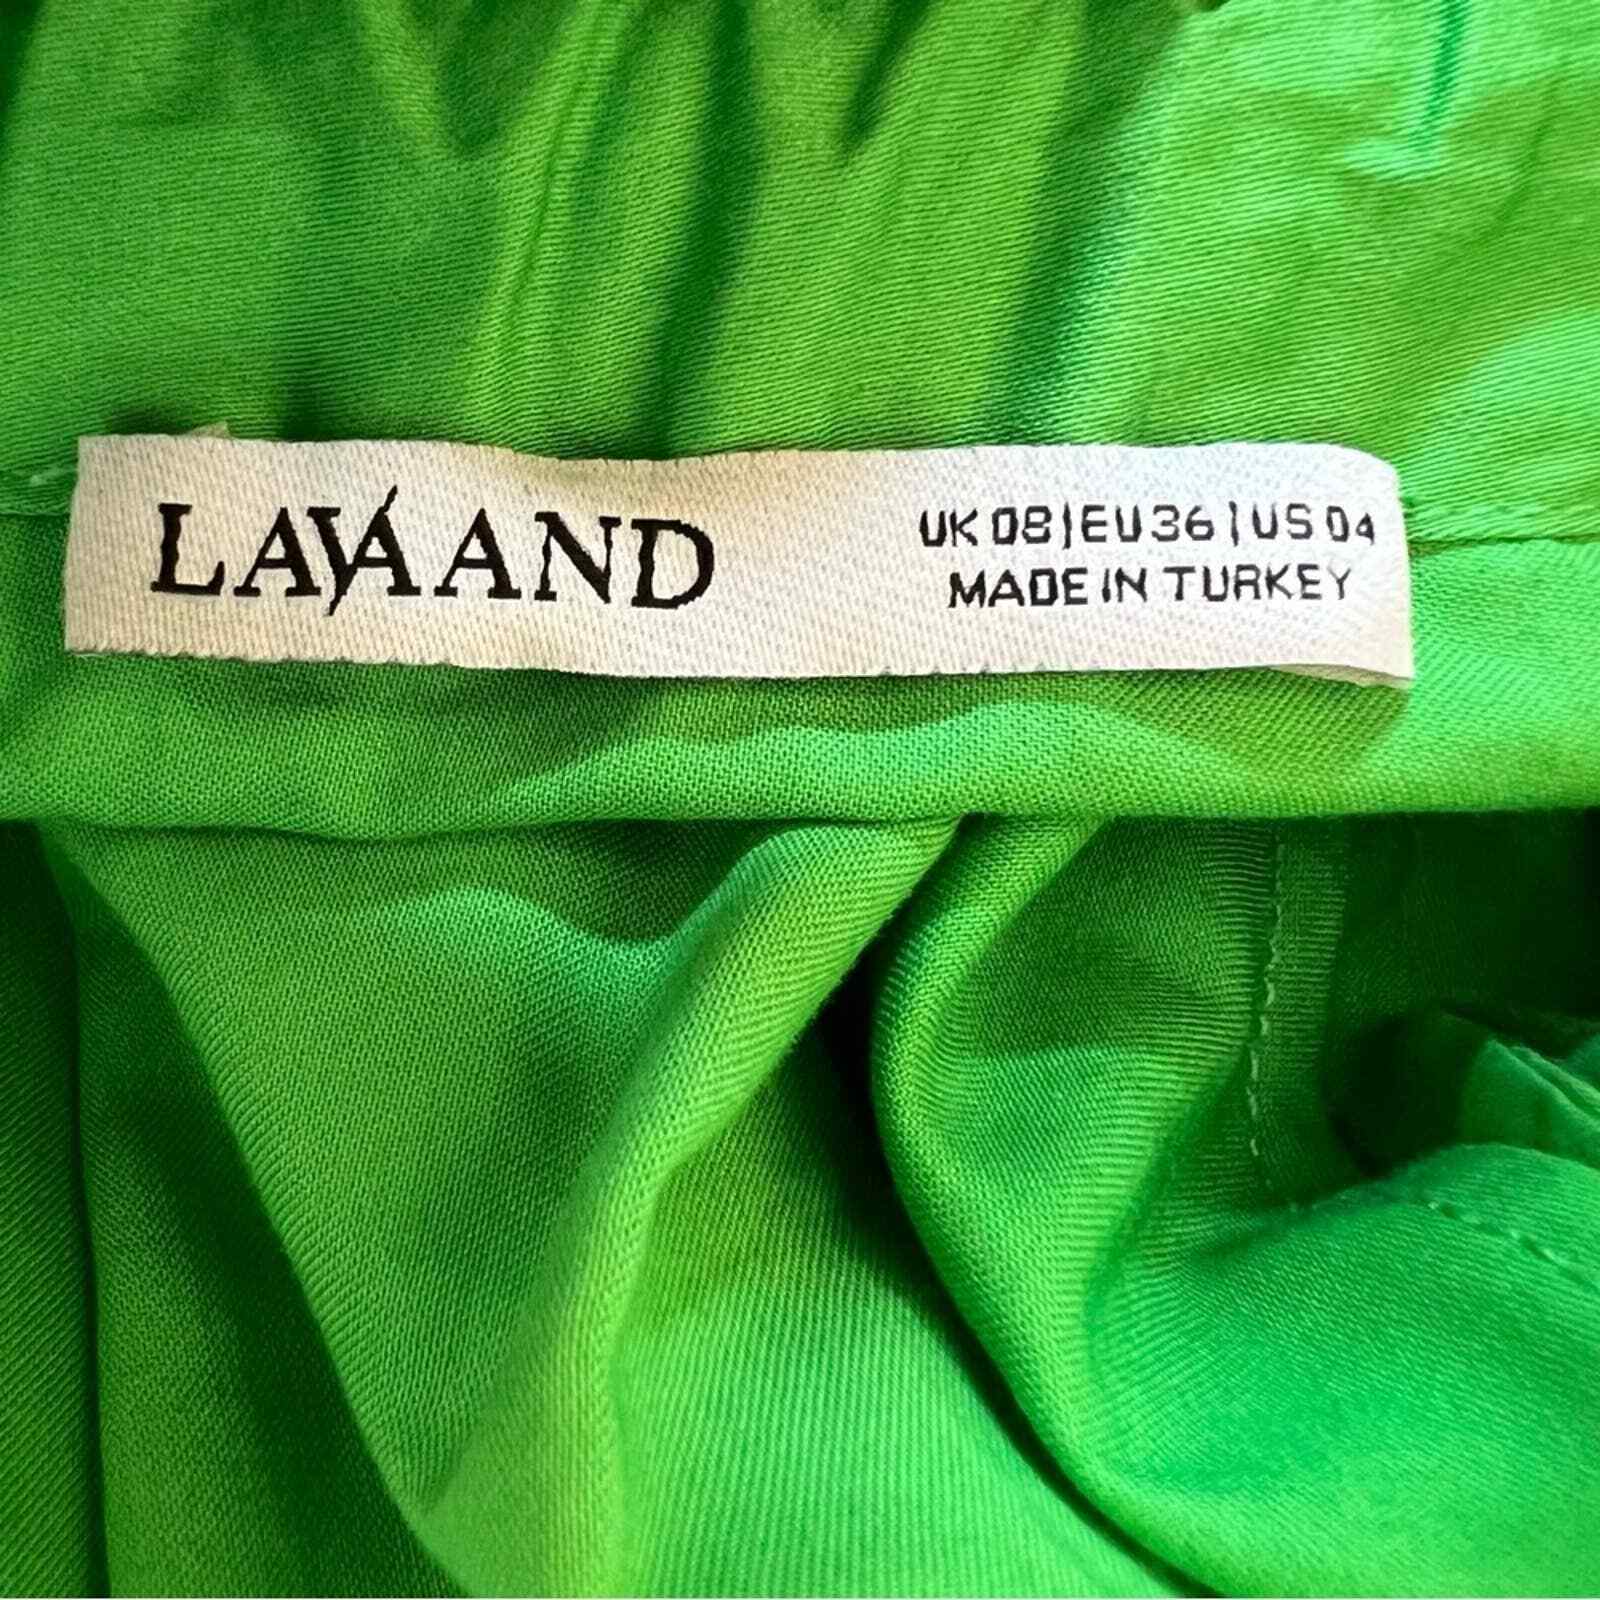 LAVAAND
UK 08|EU 36|US 04
MADE IN TURKEY